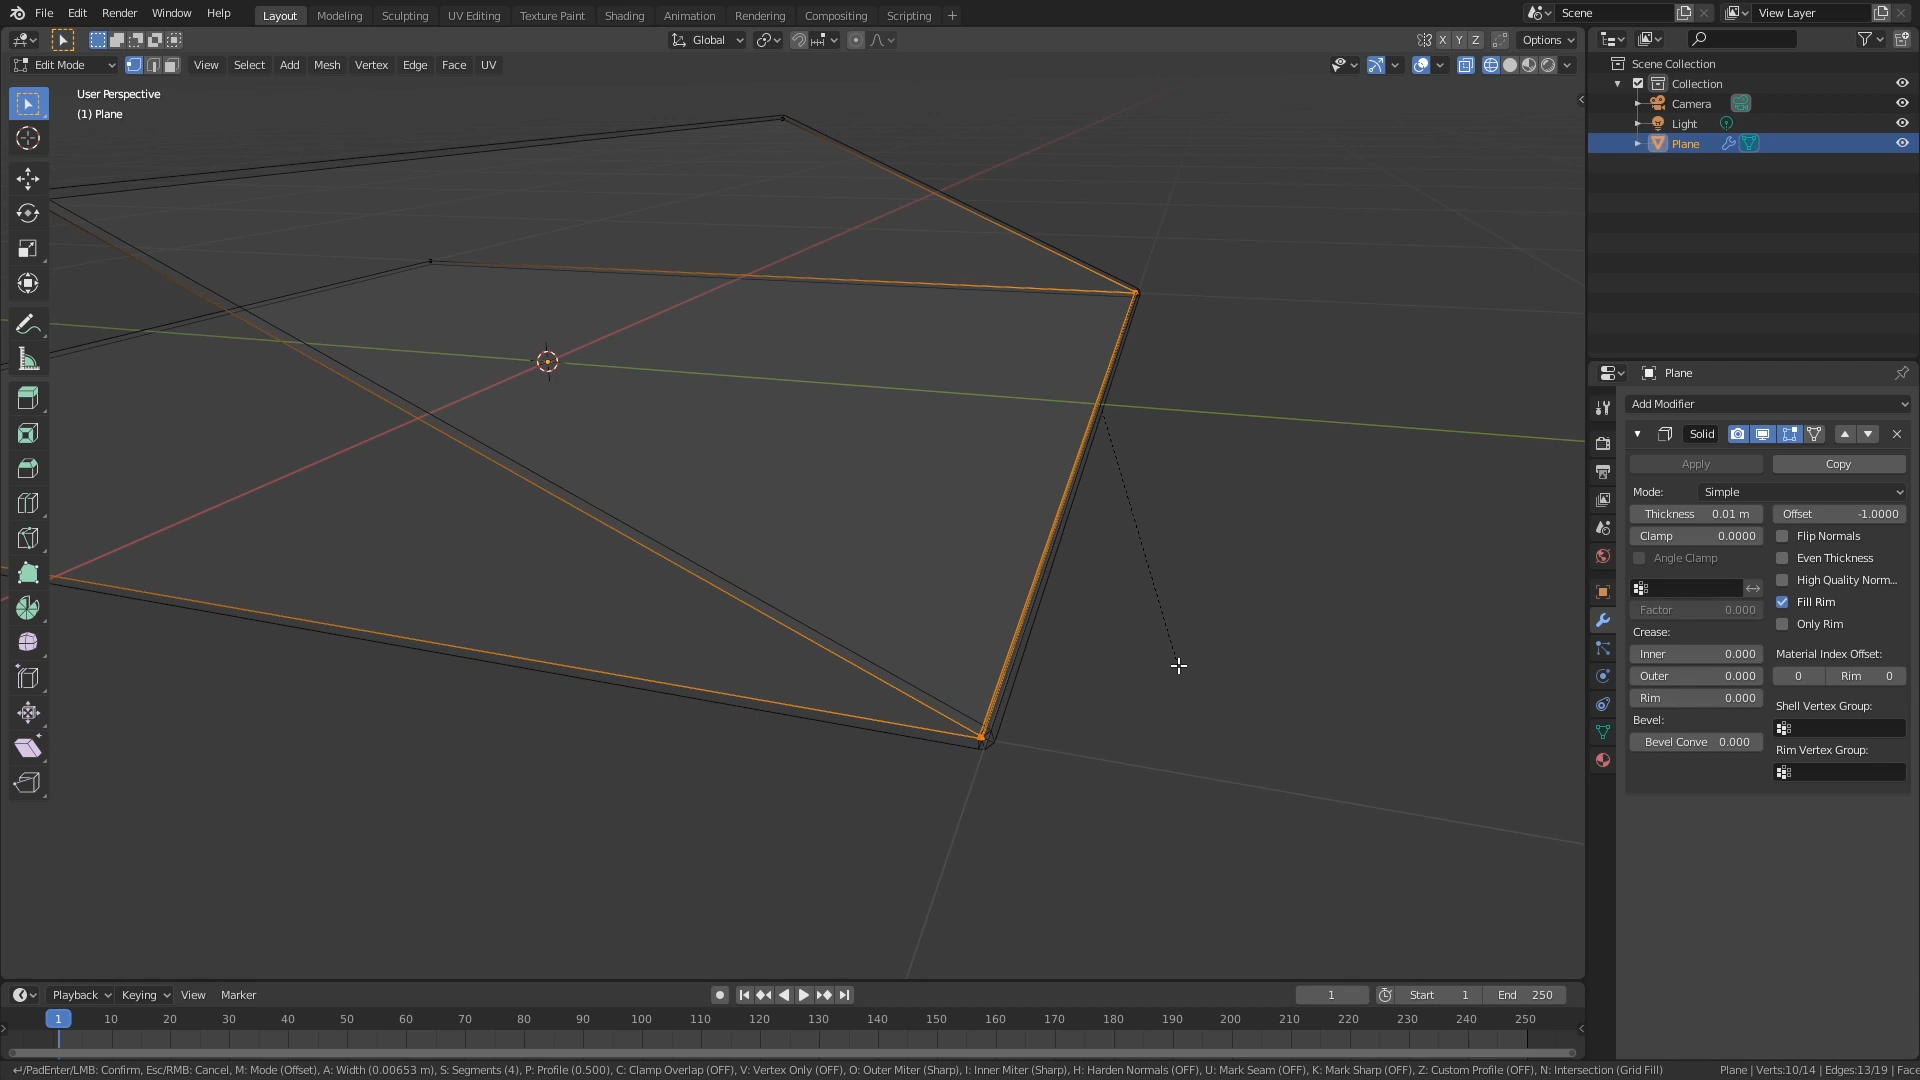 File Edit Render Window Help Layout Modeling Sculpting UV Editing Texture Paint Shading Animation Rendering Compositing Scripting + Scene View Layer
Global X Y Z Options
Edit Mode View Select Add Mesh Vertex Edge Face UV
Scene Collection
Collection
Camera
Light
Plane
User Perspective
(1) Plane
Plane
Add Modifier
Solid
Apply Copy
Mode: Simple
Thickness 0.01 m Offset -1.0000
Clamp 0.0000 Flip Normals
Angle Clamp Even Thickness
High Quality Norm...
Factor 0.000 Fill Rim
Crease: Only Rim
Inner 0.000 Material Index Offset:
Outer 0.000 0 Rim 0
Rim 0.000 Shell Vertex Group:
Bevel:
Bevel Conve 0.000 Rim Vertex Group:
Playback Keying View Marker 1 Start 1 End 250
1 10 20 30 40 50 60 70 80 90 100 110 120 130 140 150 160 170 180 190 200 210 220 230 240 250
↵/PadEnter/LMB: Confirm, Esc/RMB: Cancel, M: Mode (Offset), A: Width (0.00653 m), S: Segments (4), P: Profile (0.500), C: Clamp Overlap (OFF), V: Vertex Only (OFF), O: Outer Miter (Sharp), I: Inner Miter (Sharp), H: Harden Normals (OFF), U: Mark Seam (OFF), K: Mark Sharp (OFF), Z: Custom Profile (OFF), N: Intersection (Grid Fill) Plane | Verts:10/14 | Edges:13/19 | Face